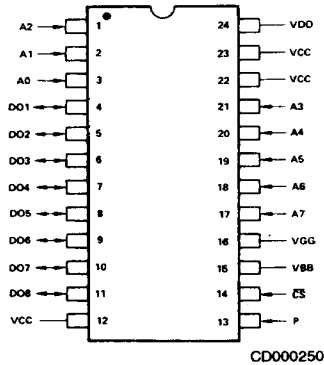 A2 1 24 VDD
A1 2 23 VCC
A0 3 22 VCC
DO1 4 21 A3
DO2 5 20 A4
DO3 6 19 A5
DO4 7 18 A6
DO5 8 17 A7
DO6 9 16 VGG
DO7 10 15 VBB
DO8 11 14 C̅S̅
VCC 12 13 P
CD000250